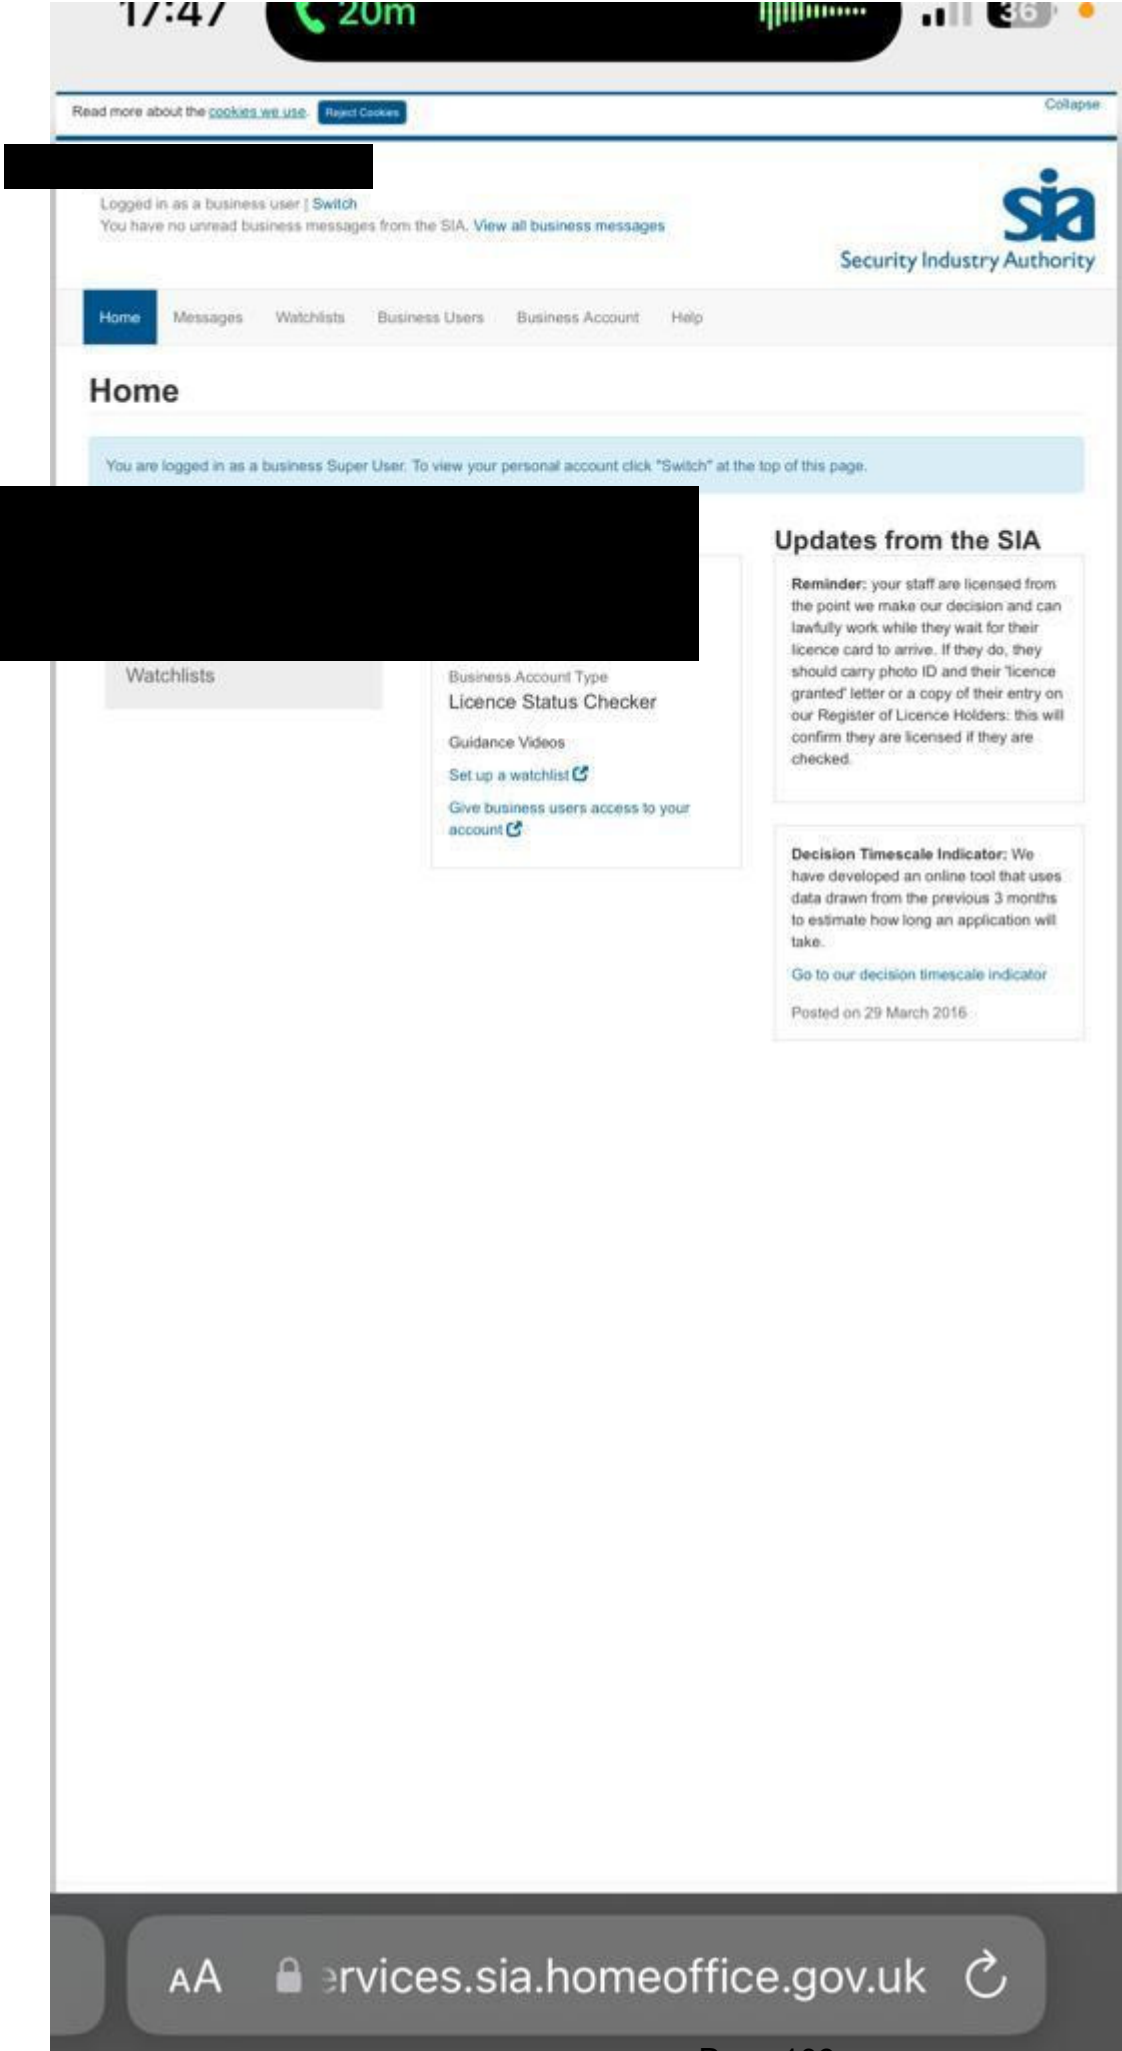 17:47
20m
36
Read more about the cookies we use. Reject Cookies
Collapse
Logged in as a business user | Switch
You have no unread business messages from the SIA. View all business messages
sia
Security Industry Authority
Home Messages Watchlists Business Users Business Account Help
Home
You are logged in as a business Super User. To view your personal account click "Switch" at the top of this page.
Watchlists
Business Account Type
Licence Status Checker
Guidance Videos
Set up a watchlist
Give business users access to your
account
Updates from the SIA
Reminder: your staff are licensed from
the point we make our decision and can
lawfully work while they wait for their
licence card to arrive. If they do, they
should carry photo ID and their 'licence
granted' letter or a copy of their entry on
our Register of Licence Holders: this will
confirm they are licensed if they are
checked.
Decision Timescale Indicator: We
have developed an online tool that uses
data drawn from the previous 3 months
to estimate how long an application will
take.
Go to our decision timescale indicator
Posted on 29 March 2016
AA ervices.sia.homeoffice.gov.uk